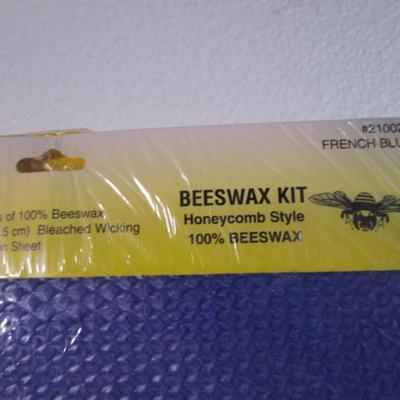 #21002
FRENCH BLU
s of 100% Beeswax
.5 cm) Bleached Wicking
n Sheet
BEESWAX KIT
Honeycomb Style
100% BEESWAX